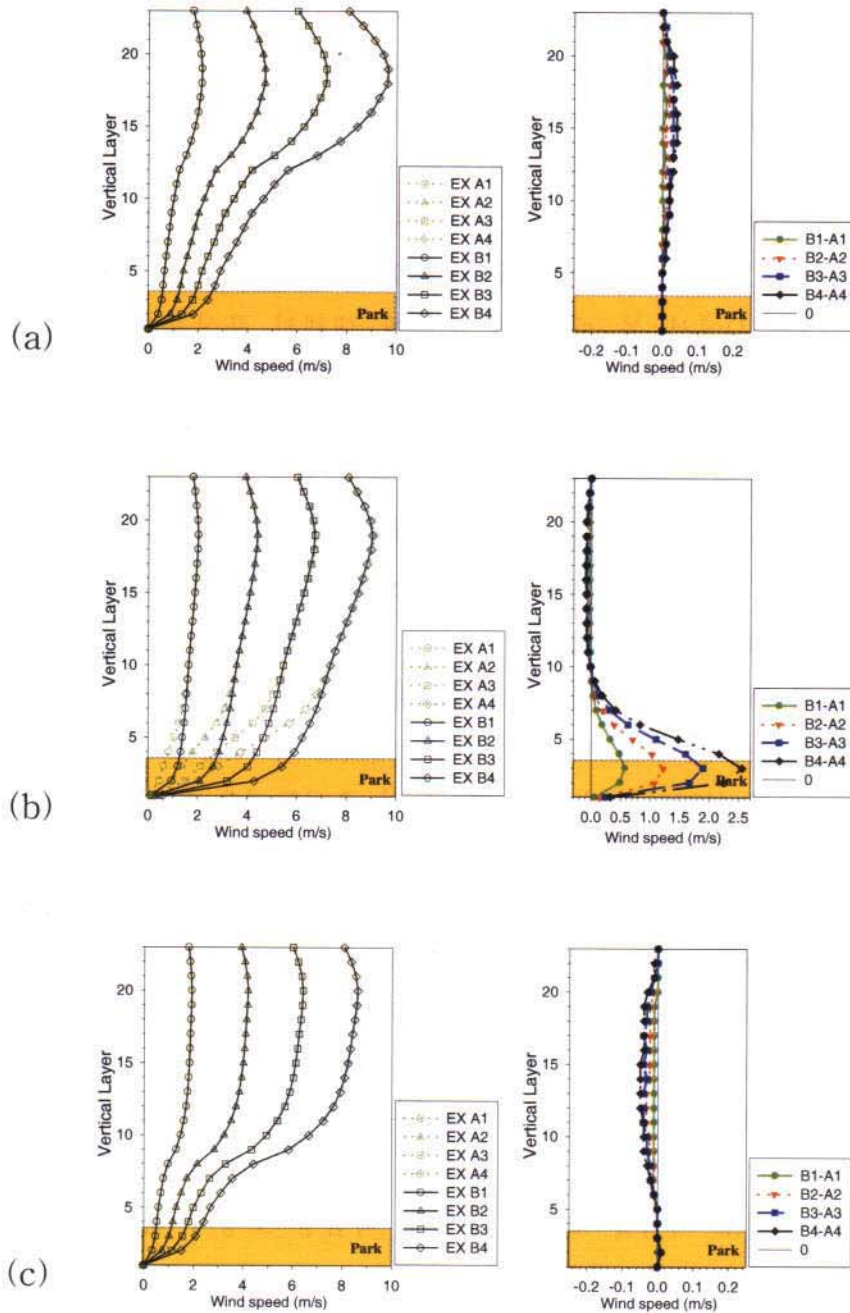 (a)
Vertical Layer
20
15
10
5
0 2 4 6 8 10
Wind speed (m/s)
Park
EX A1
EX A2
EX A3
EX A4
EX B1
EX B2
EX B3
EX B4
Vertical Layer
20
15
10
5
-0.2 -0.1 0.0 0.1 0.2
Wind speed (m/s)
Park
B1-A1
B2-A2
B3-A3
B4-A4
0
(b)
Vertical Layer
20
15
10
5
0 2 4 6 8 10
Wind speed (m/s)
Park
EX A1
EX A2
EX A3
EX A4
EX B1
EX B2
EX B3
EX B4
Vertical Layer
20
15
10
5
0.0 0.5 1.0 1.5 2.0 2.5
Wind speed (m/s)
Park
B1-A1
B2-A2
B3-A3
B4-A4
0
(c)
Vertical Layer
20
15
10
5
0 2 4 6 8 10
Wind speed (m/s)
Park
EX A1
EX A2
EX A3
EX A4
EX B1
EX B2
EX B3
EX B4
Vertical Layer
20
15
10
5
-0.2 -0.1 0.0 0.1 0.2
Wind speed (m/s)
Park
B1-A1
B2-A2
B3-A3
B4-A4
0